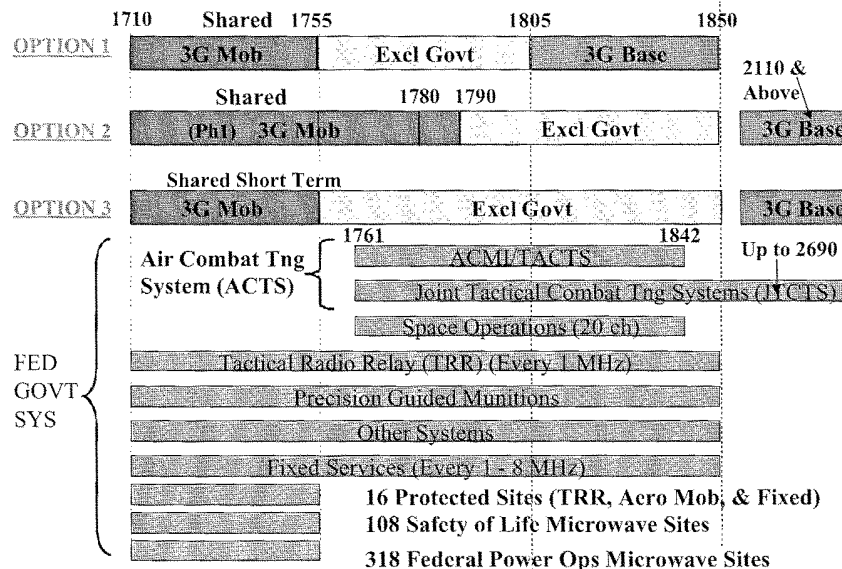 1710 Shared 1755 1805 1850
OPTION 1 3G Mob Excl Govt 3G Base
2110 &
Above
Shared 1780 1790
OPTION 2 (Ph1) 3G Mob Excl Govt 3G Base
Shared Short Term
OPTION 3 3G Mob Excl Govt 3G Base
1761 1842 Up to 2690
Air Combat Tng
System (ACTS)
ACMI/TACTS
Joint Tactical Combat Tng Systems (JTCTS)
Space Operations (20 ch)
FED
GOVT
SYS
Tactical Radio Relay (TRR) (Every 1 MHz)
Precision Guided Munitions
Other Systems
Fixed Services (Every 1 - 8 MHz)
16 Protected Sites (TRR, Aero Mob, & Fixed)
108 Safety of Life Microwave Sites
318 Federal Power Ops Microwave Sites